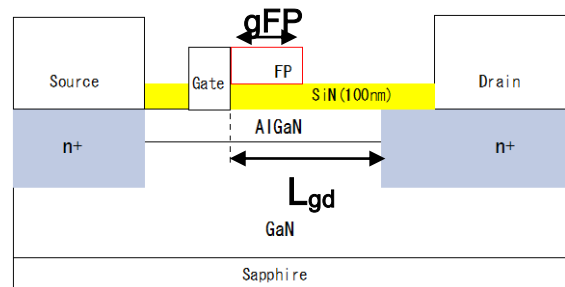 gFP
Source
Gate
FP
Drain
SiN(100nm)
AlGaN
n+
n+
Lgd
GaN
Sapphire